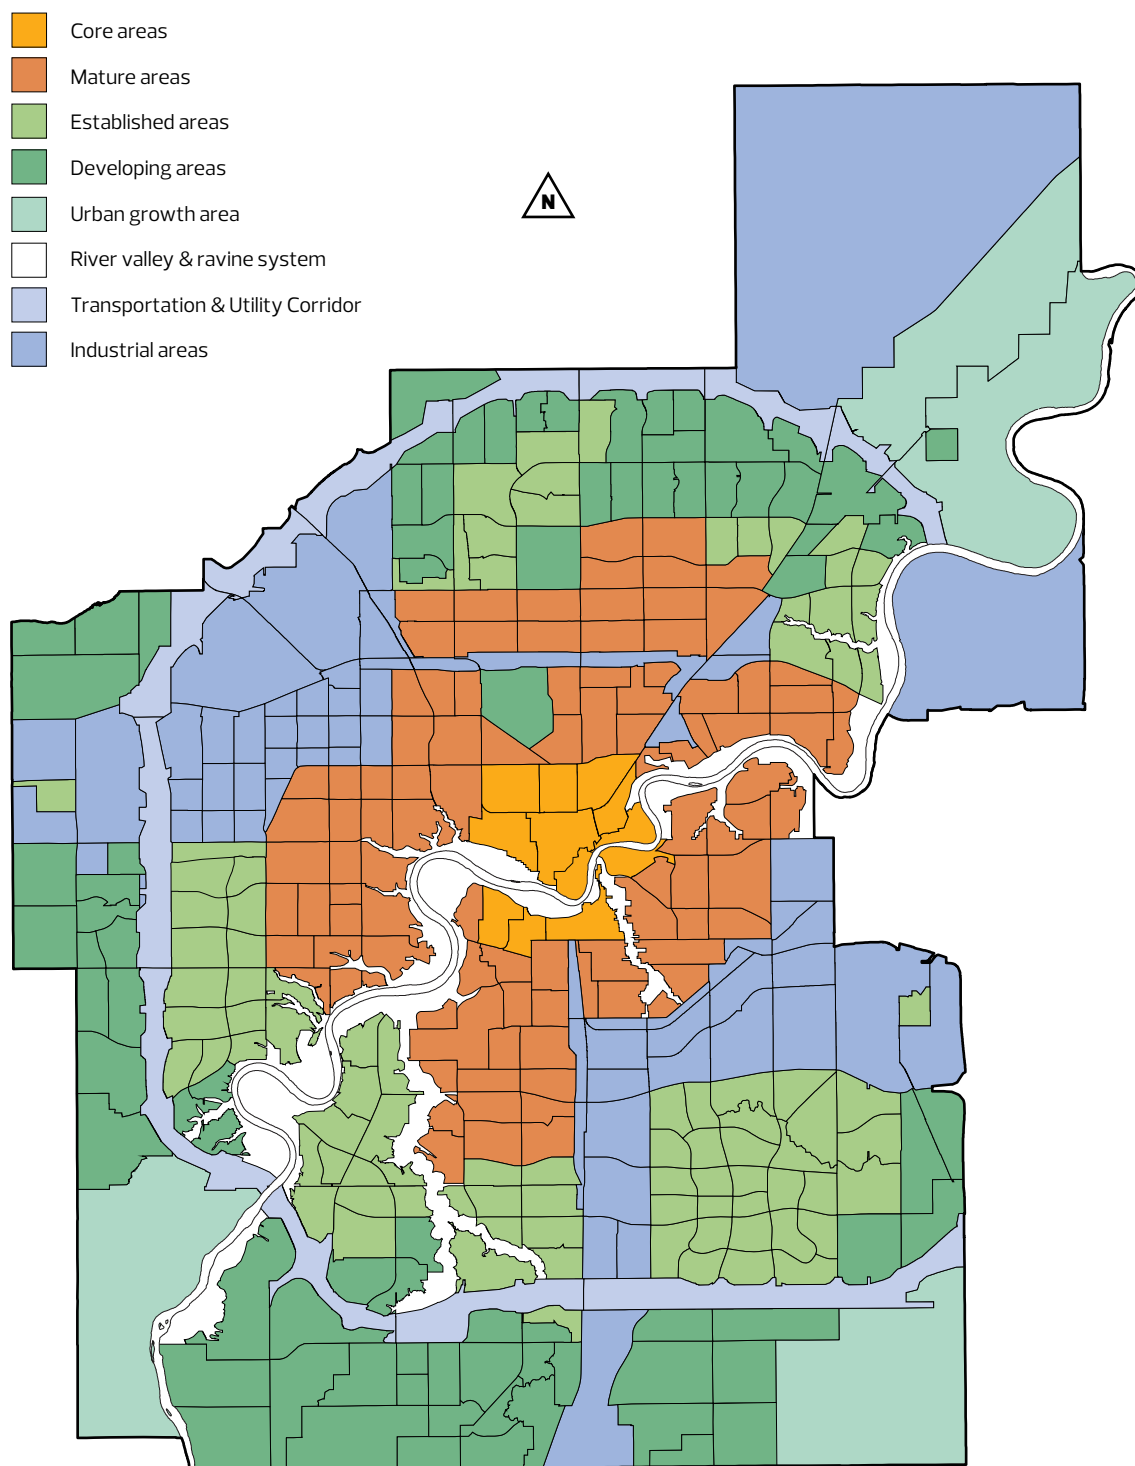 Core areas
Mature areas
Established areas
Developing areas
Urban growth area
River valley & ravine system
Transportation & Utility Corridor
Industrial areas
N